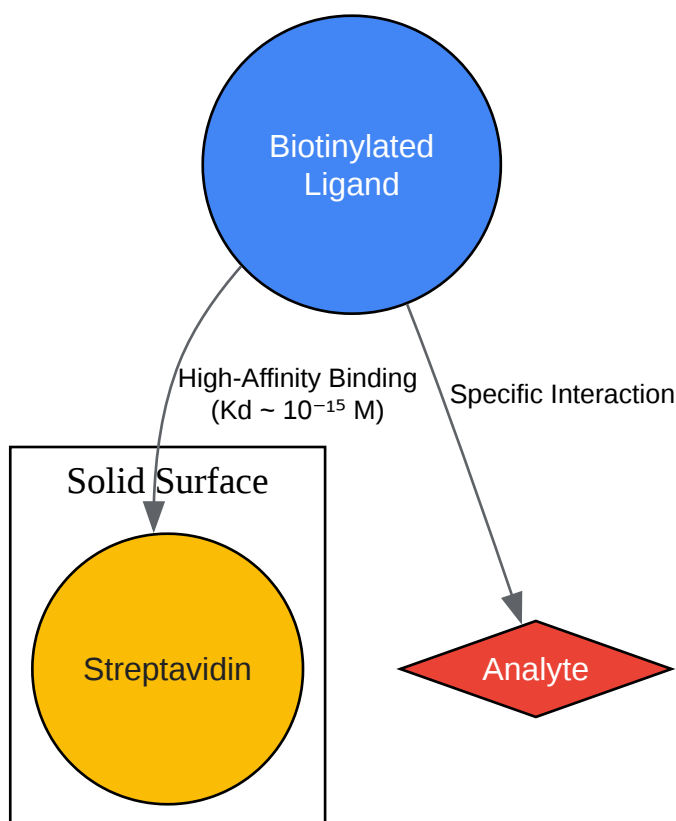 Biotinylated
Ligand
High-Affinity Binding
(Kd ~ 10⁻¹⁵ M)
Specific Interaction
Solid Surface
Streptavidin
Analyte